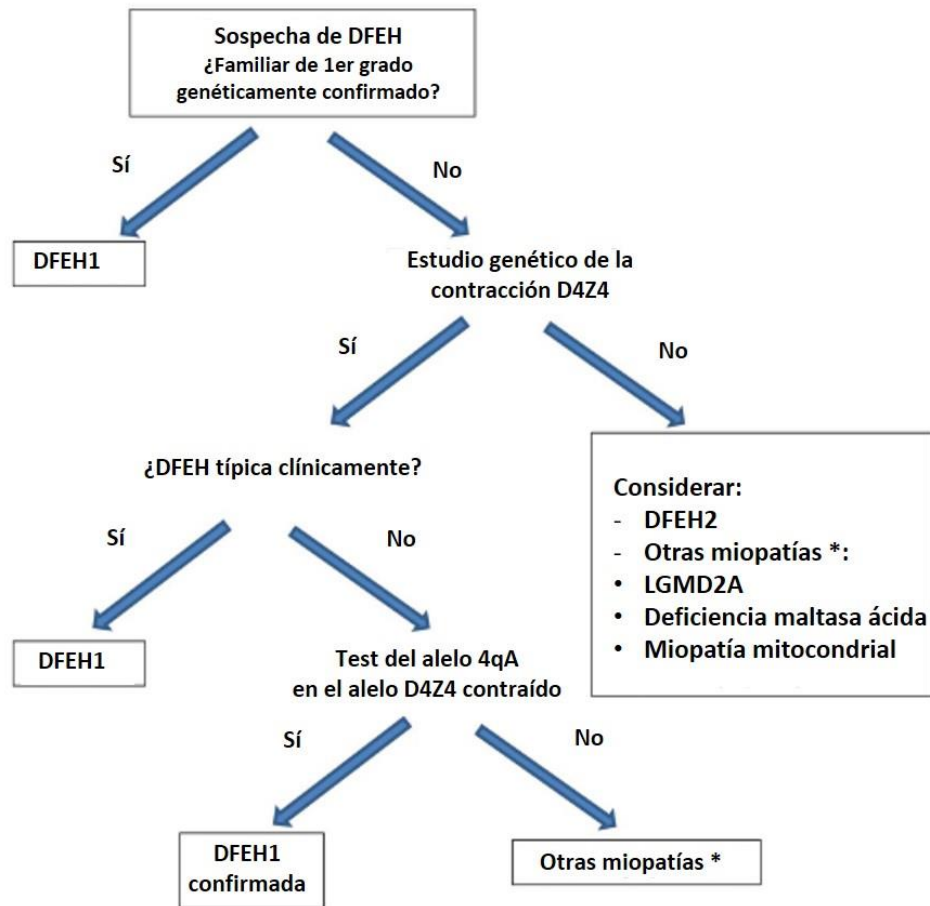 Sospecha de DFEH
¿Familiar de 1er grado
genéticamente confirmado?
Sí
No
DFEH1
Estudio genético de la
contracción D4Z4
Sí
No
¿DFEH típica clínicamente?
Considerar:
- DFEH2
- Otras miopatías *:
• LGMD2A
• Deficiencia maltasa ácida
• Miopatía mitocondrial
Sí
No
DFEH1
Test del alelo 4qA
en el alelo D4Z4 contraído
Sí
No
DFEH1
confirmada
Otras miopatías *